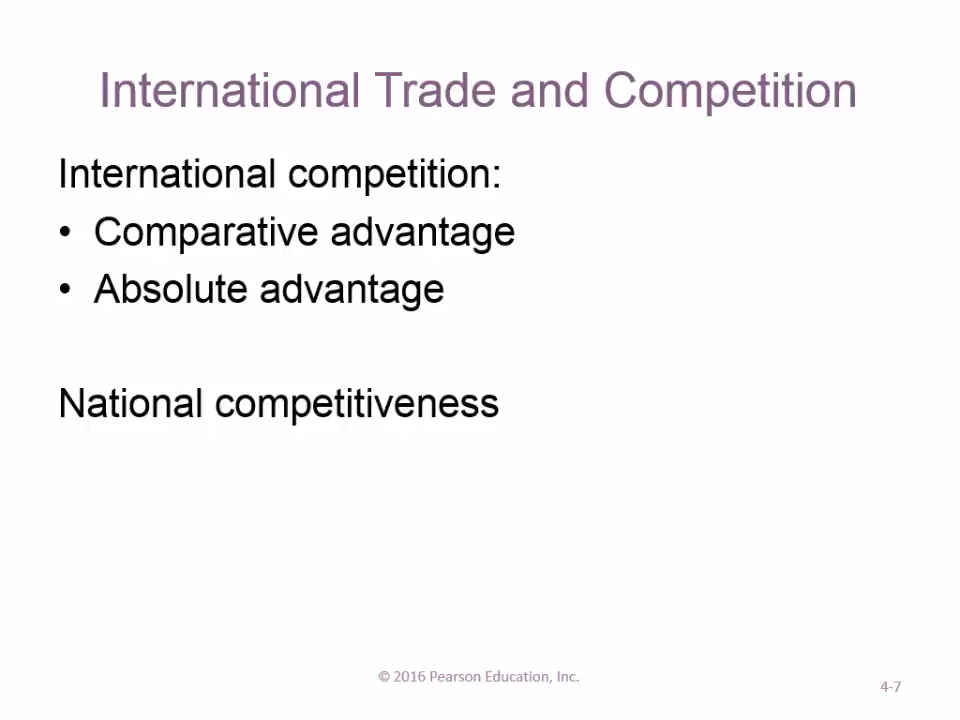 International Trade and Competition
International competition:
• Comparative advantage
• Absolute advantage
National competitiveness
© 2016 Pearson Education, Inc.
4-7